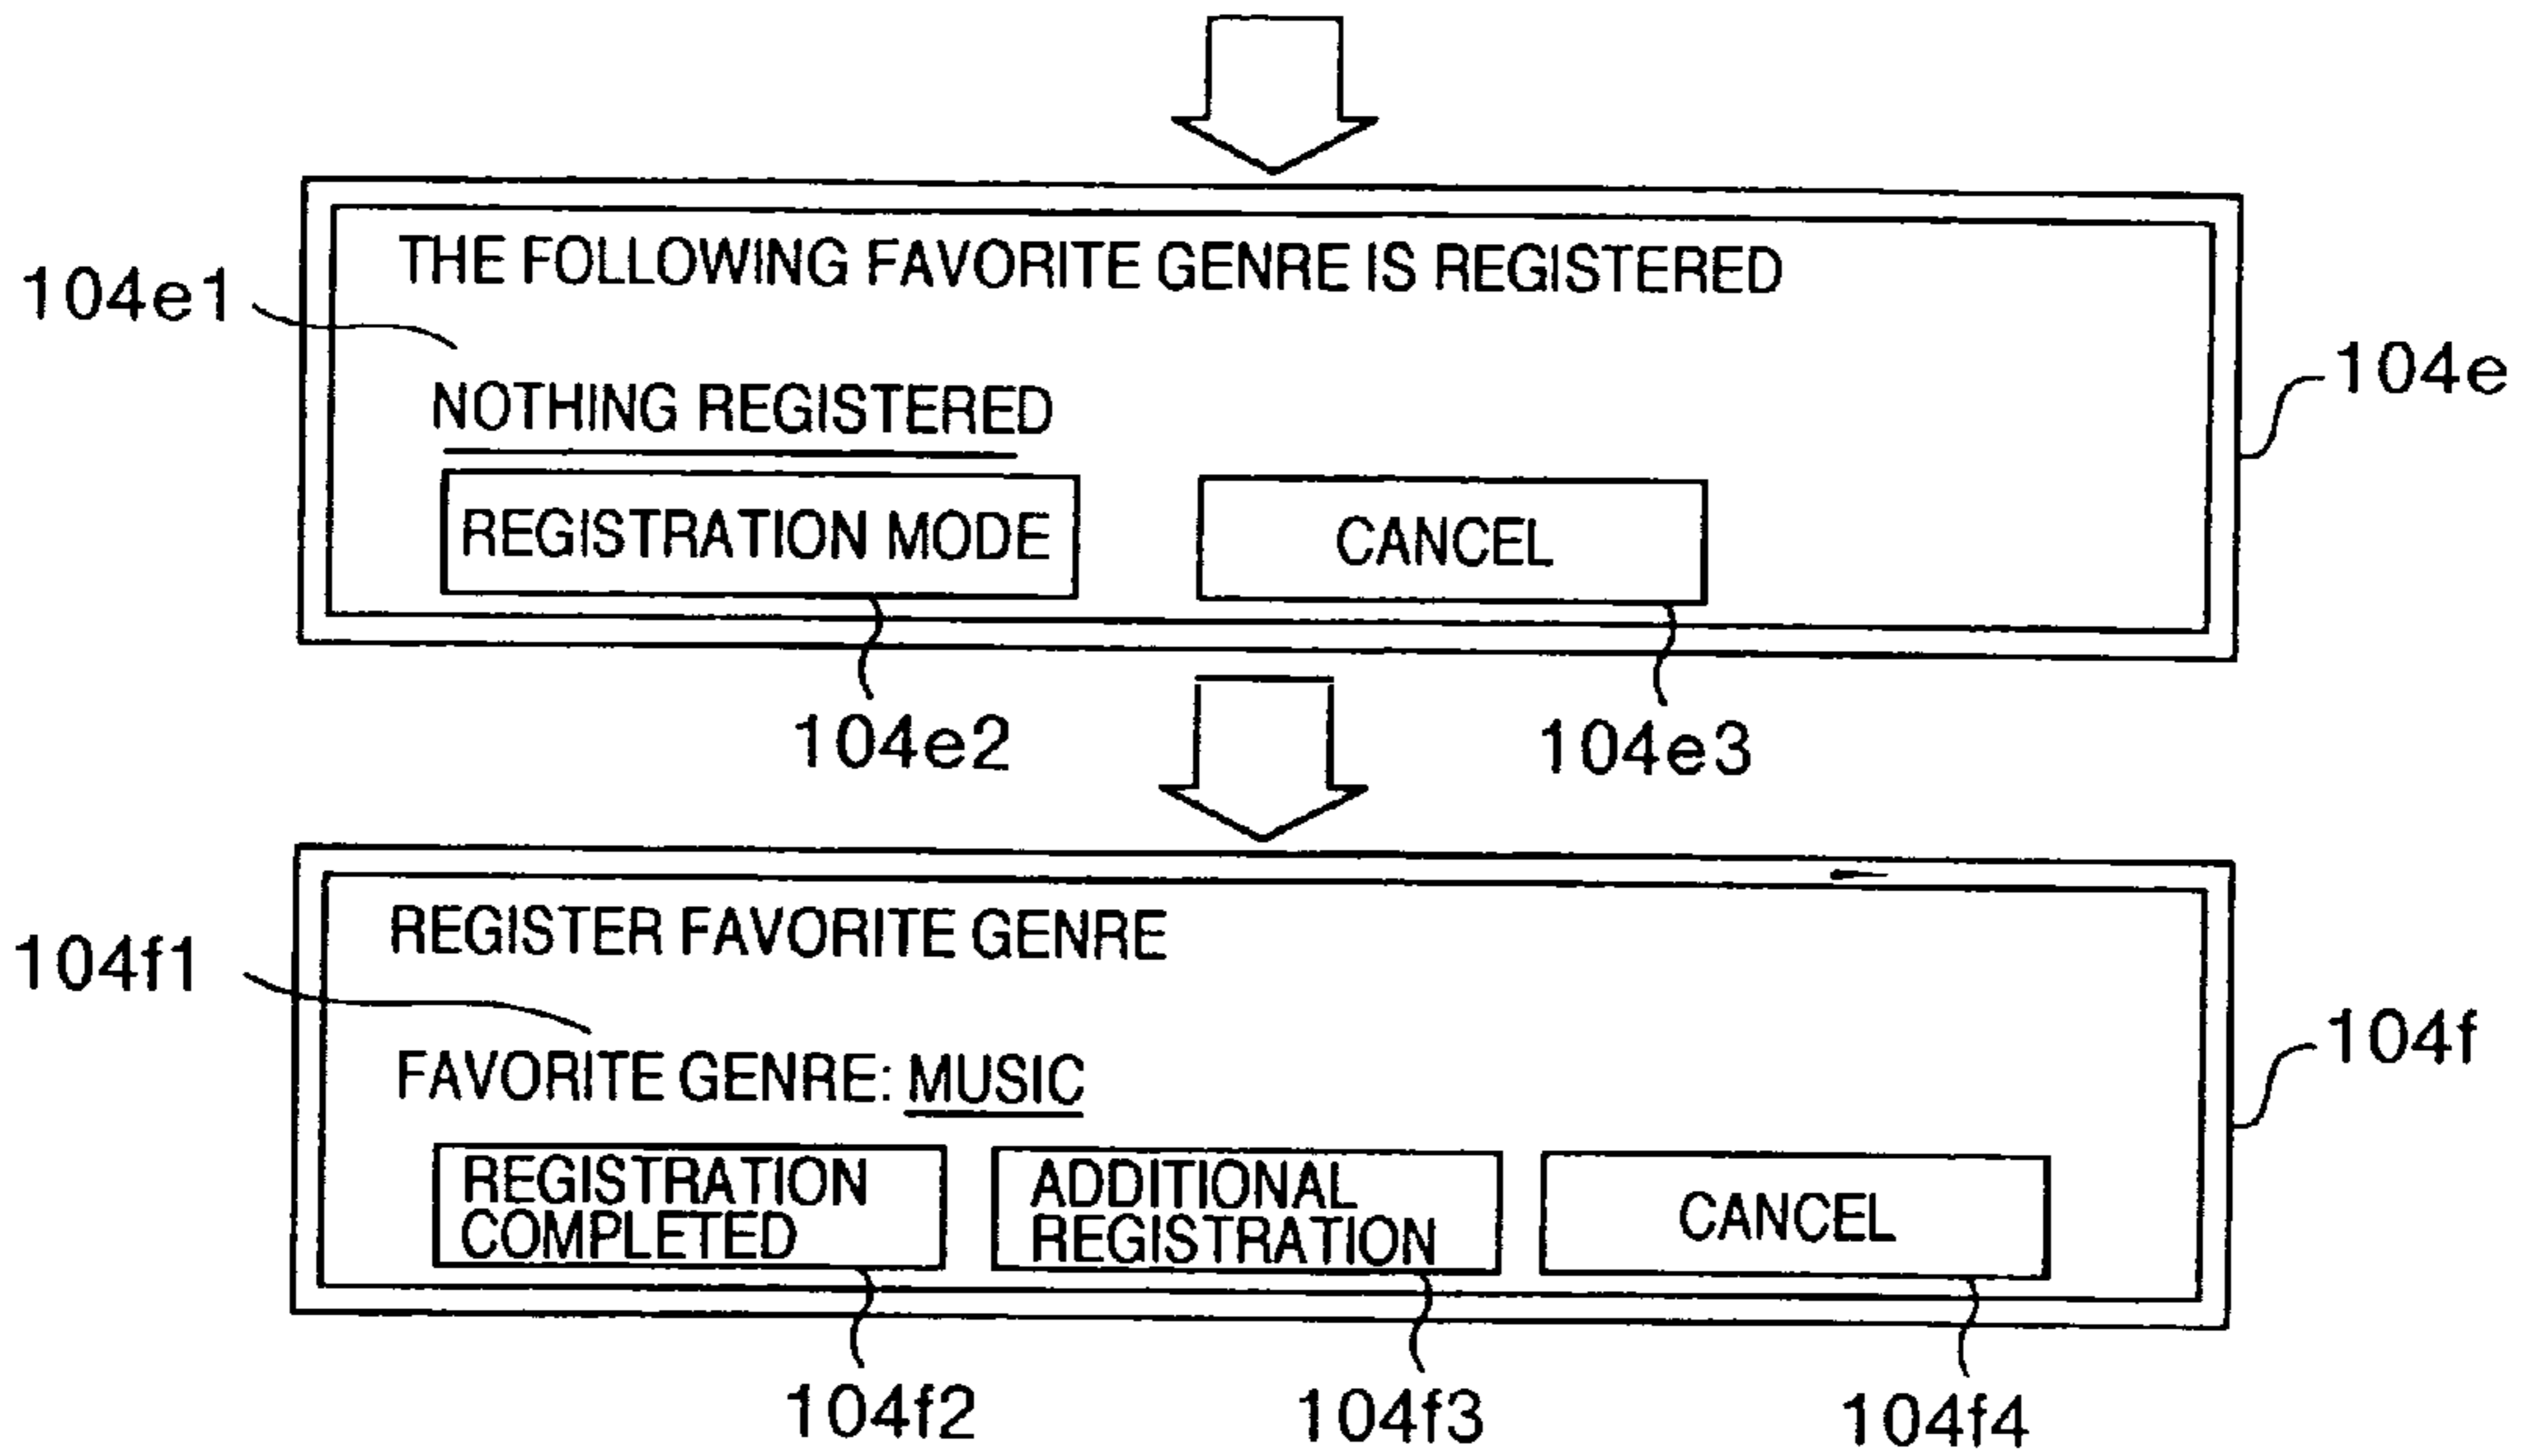 THE FOLLOWING FAVORITE GENRE IS REGISTERED
104e1
104e
NOTHING REGISTERED
REGISTRATION MODE
CANCEL
104e2
104e3
REGISTER FAVORITE GENRE
104f1
104f
FAVORITE GENRE: MUSIC
REGISTRATION
COMPLETED
ADDITIONAL
REGISTRATION
CANCEL
104f2
104f3
104f4